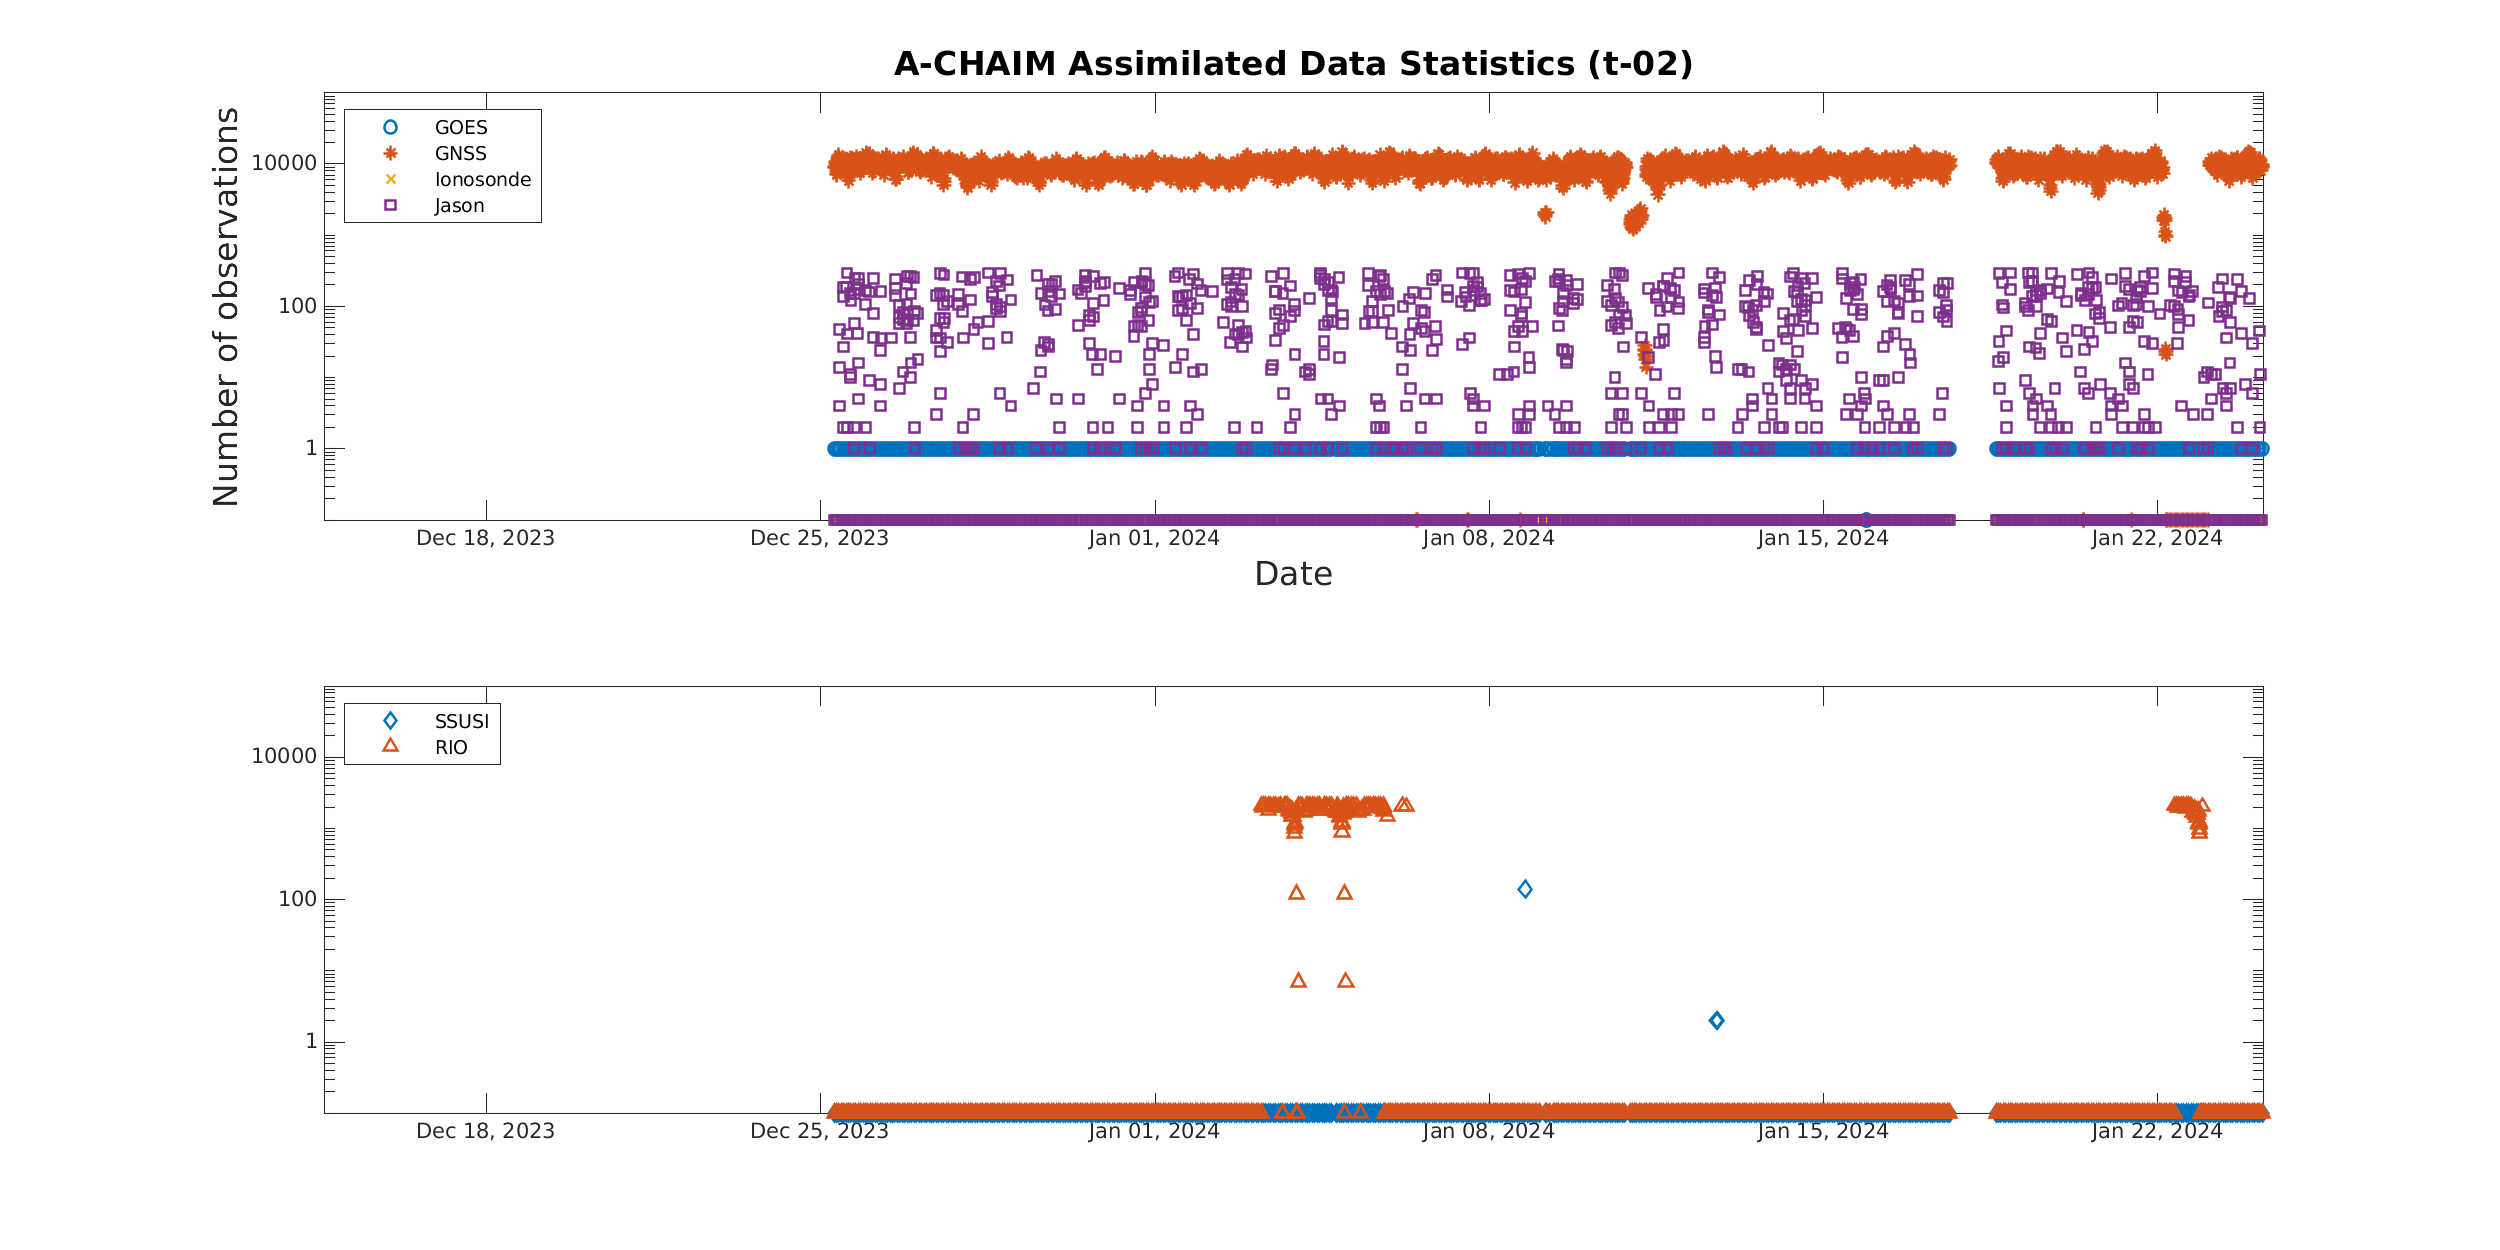 A-CHAIM Assimilated Data Statistics (t-02)
Number of observations
10000
100
1
GOES
GNSS
Ionosonde
Jason
Dec 18, 2023
Dec 25, 2023
Jan 01, 2024
Jan 08, 2024
Jan 15, 2024
Jan 22, 2024
Date
10000
100
1
SSUSI
RIO
Dec 18, 2023
Dec 25, 2023
Jan 01, 2024
Jan 08, 2024
Jan 15, 2024
Jan 22, 2024